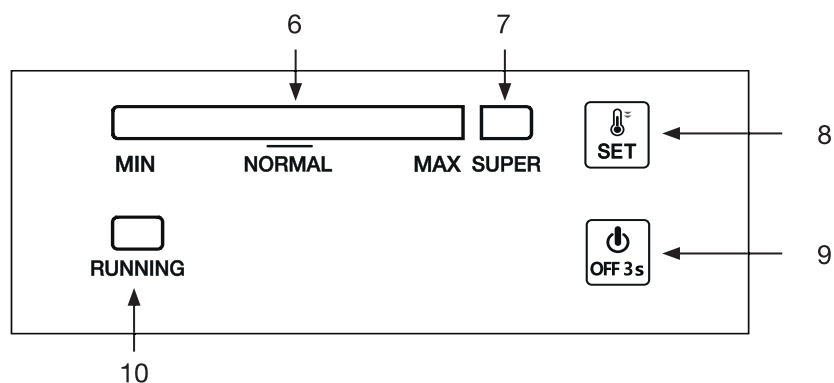 6 7
MIN NORMAL MAX SUPER
SET
8
RUNNING
OFF 3s
9
10